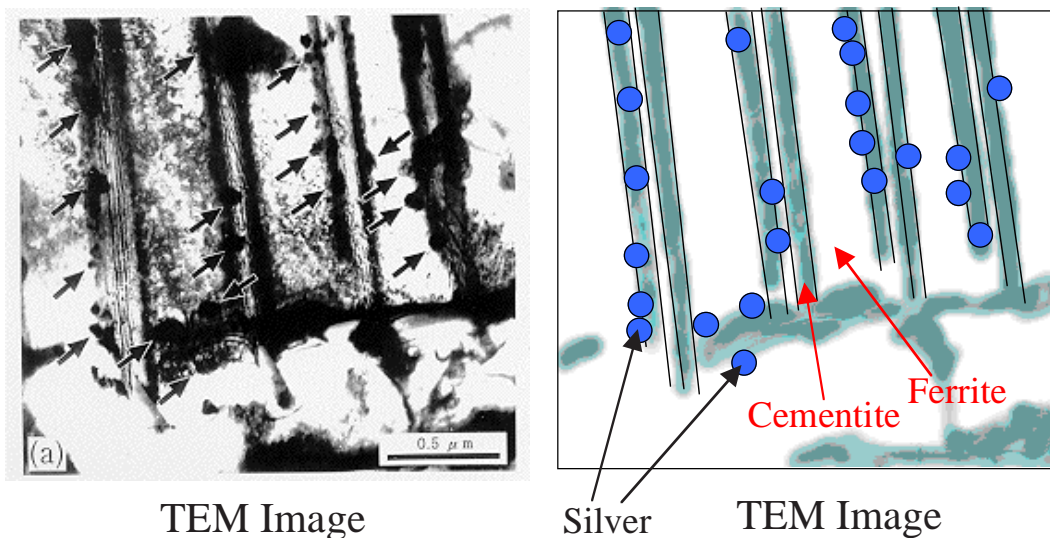 (a)
0.5 μm
Cementite
Ferrite
TEM Image
Silver
TEM Image